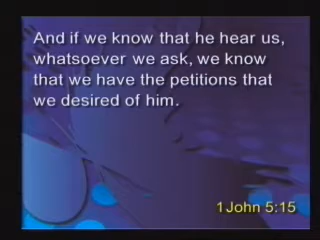 And if we know that he hear us,
whatsoever we ask, we know
that we have the petitions that
we desired of him.
1 John 5:15